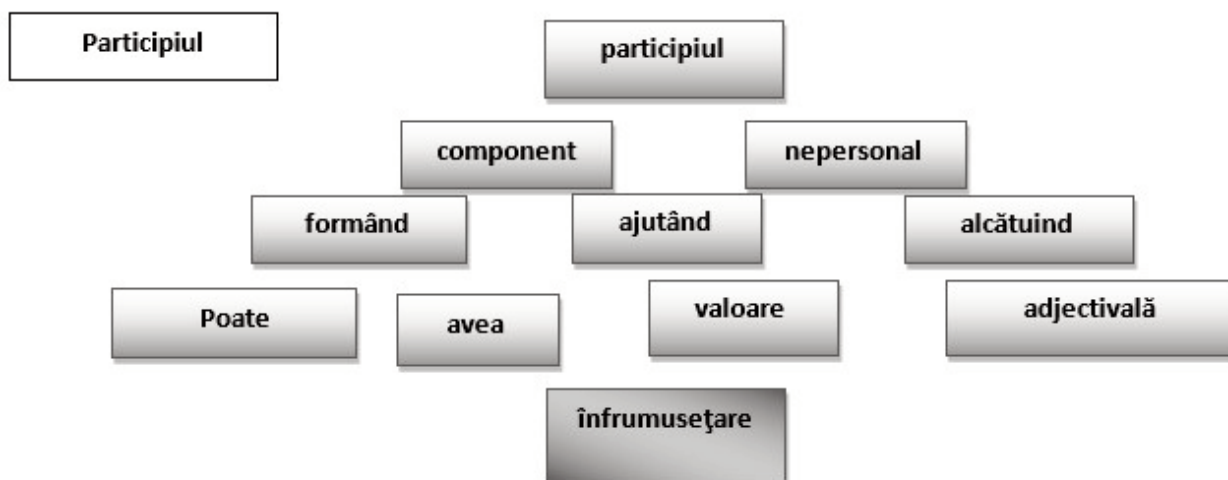 Participiul
participiul
component nepersonal
formând ajutând alcătuind
Poate avea valoare adjectivală
înfrumuseţare